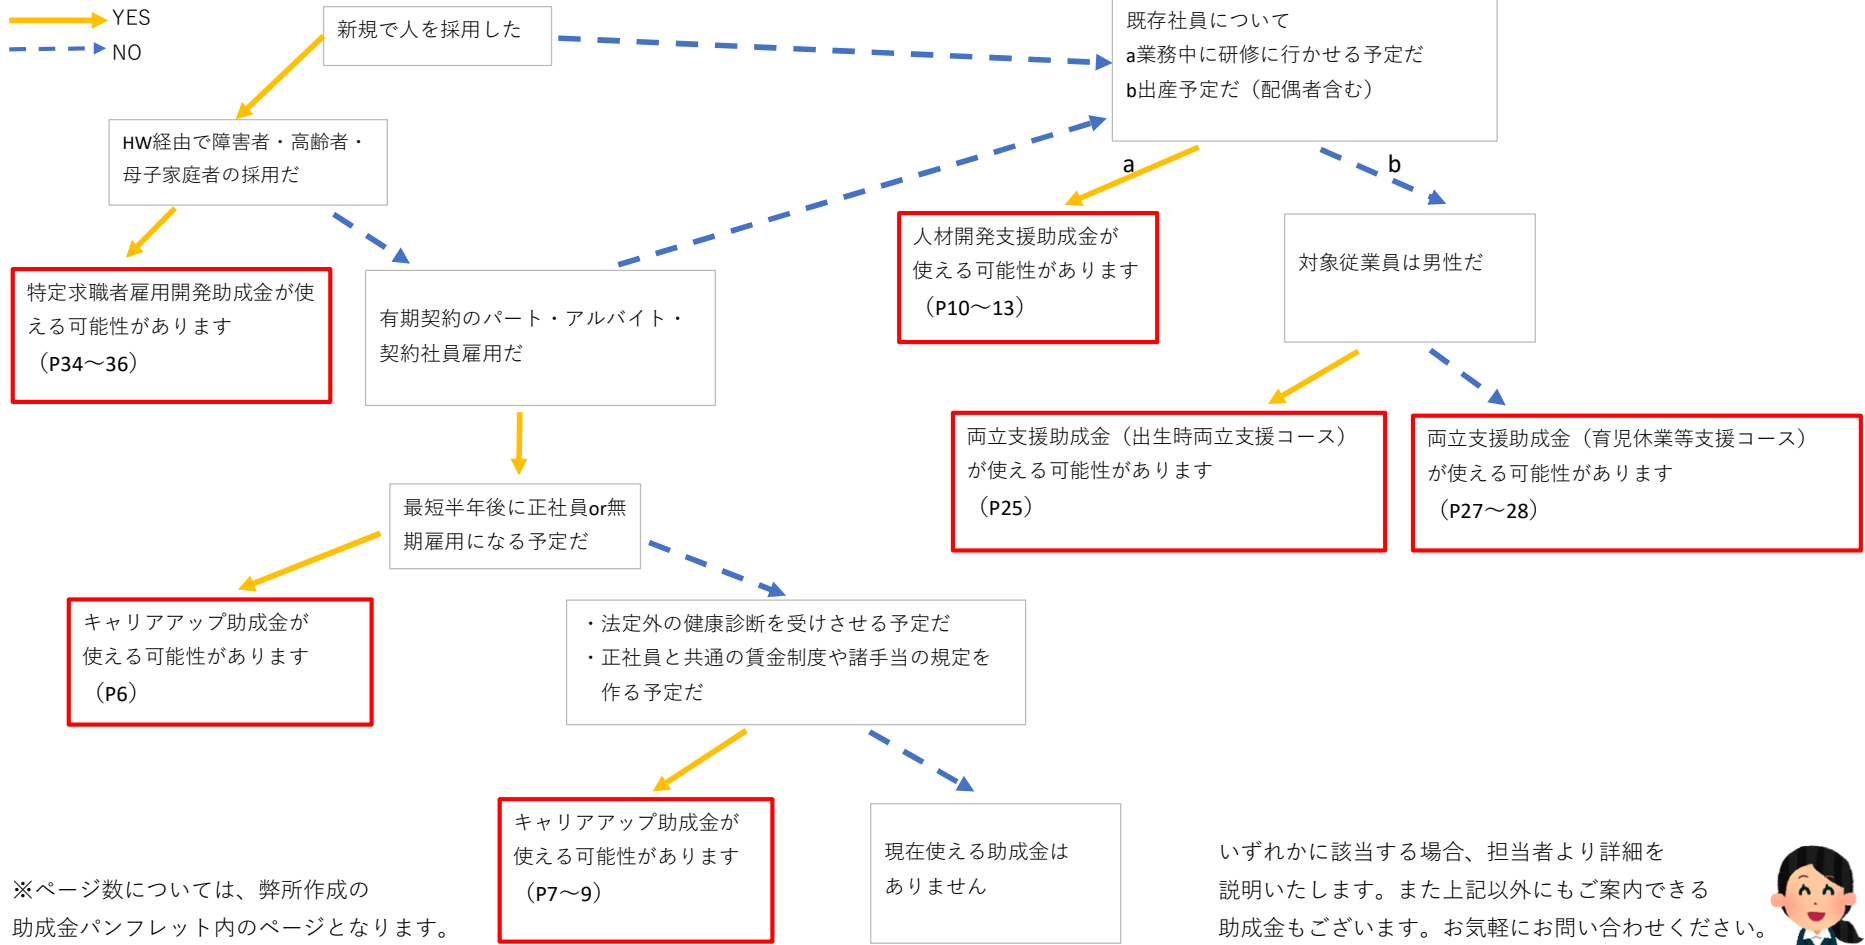 YES
NO
新規で人を採用した
既存社員について
a業務中に研修に行かせる予定だ
b出産予定だ（配偶者含む）
HW経由で障害者・高齢者・
母子家庭者の採用だ
a
b
特定求職者雇用開発助成金が使
える可能性があります
（P34～36）
有期契約のパート・アルバイト・
契約社員雇用だ
人材開発支援助成金が
使える可能性があります
（P10～13）
対象従業員は男性だ
両立支援助成金（出生時両立支援コース）
が使える可能性があります
（P25）
両立支援助成金（育児休業等支援コース）
が使える可能性があります
（P27～28）
最短半年後に正社員or無
期雇用になる予定だ
キャリアアップ助成金が
使える可能性があります
（P6）
・法定外の健康診断を受けさせる予定だ
・正社員と共通の賃金制度や諸手当の規定を
作る予定だ
キャリアアップ助成金が
使える可能性があります
（P7～9）
現在使える助成金は
ありません
※ページ数については、弊所作成の
助成金パンフレット内のページとなります。
いずれかに該当する場合、担当者より詳細を
説明いたします。また上記以外にもご案内できる
助成金もございます。お気軽にお問い合わせください。